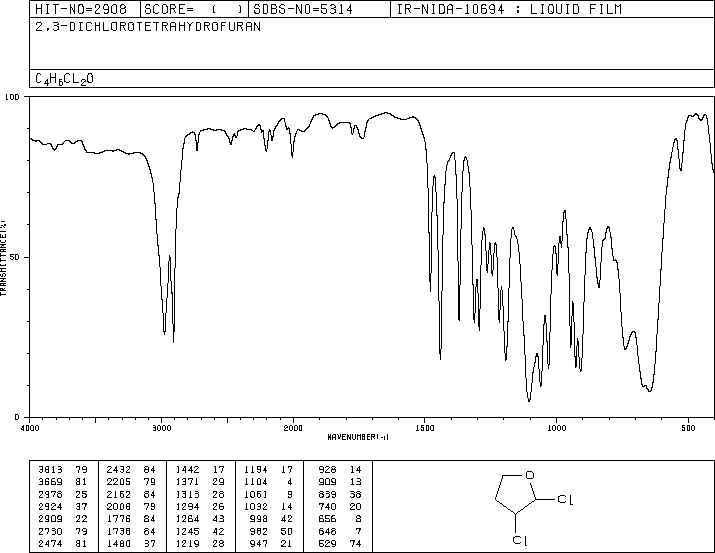 HIT-NO=2908 SCORE= ( ) SDBS-NO=5314 IR-NIDA-10694 : LIQUID FILM
2,3-DICHLOROTETRAHYDROFURAN
C4H6CL2O
100
50
0
TRANSMITTANCE(%)
4000 3000 2000 1500 1000 500
WAVENUMBER(-1)
3813 79 2432 84 1442 17 1194 17 928 14
3669 81 2205 79 1371 29 1104 4 909 13
2978 25 2162 84 1313 28 1061 9 839 38
2924 37 2008 79 1294 26 1032 14 740 20
2909 22 1776 84 1264 43 998 42 656 8
2730 79 1738 84 1245 42 982 50 648 7
2474 81 1480 37 1219 28 947 21 529 74
O
Cl
Cl